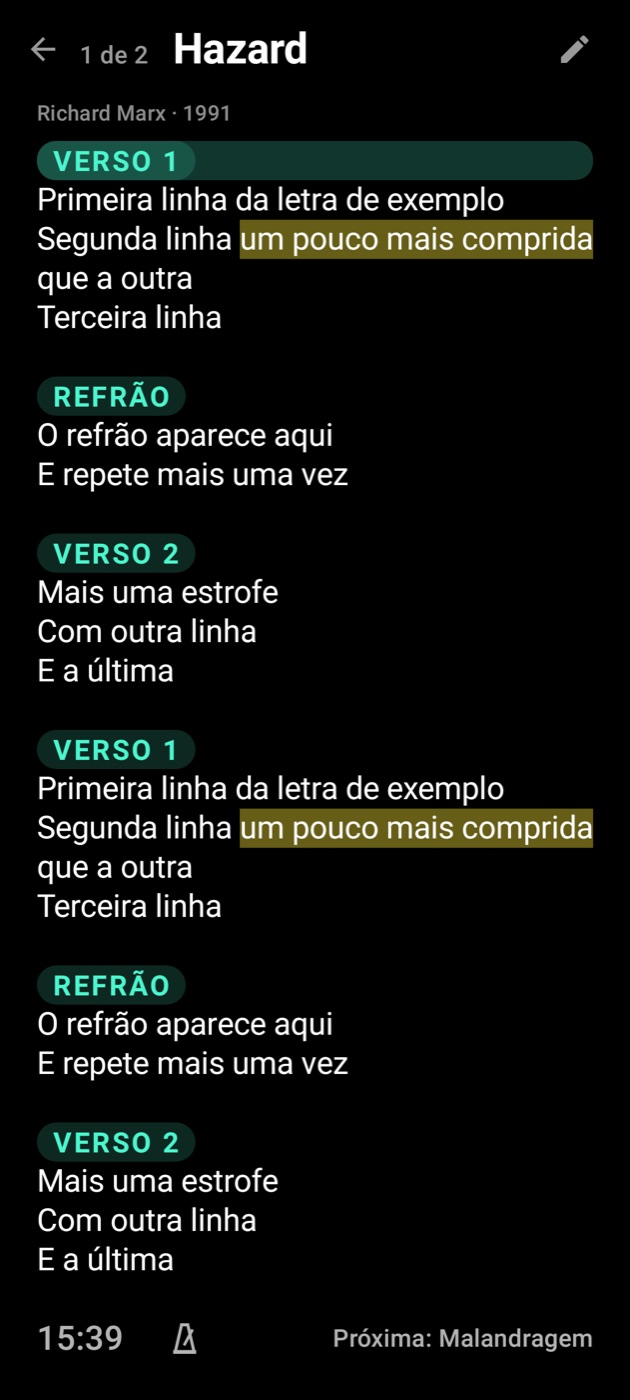 1 de 2 Hazard
Richard Marx · 1991
VERSO 1
Primeira linha da letra de exemplo
Segunda linha um pouco mais comprida
que a outra
Terceira linha
REFRÃO
O refrão aparece aqui
E repete mais uma vez
VERSO 2
Mais uma estrofe
Com outra linha
E a última
VERSO 1
Primeira linha da letra de exemplo
Segunda linha um pouco mais comprida
que a outra
Terceira linha
REFRÃO
O refrão aparece aqui
E repete mais uma vez
VERSO 2
Mais uma estrofe
Com outra linha
E a última
15:39 Próxima: Malandragem